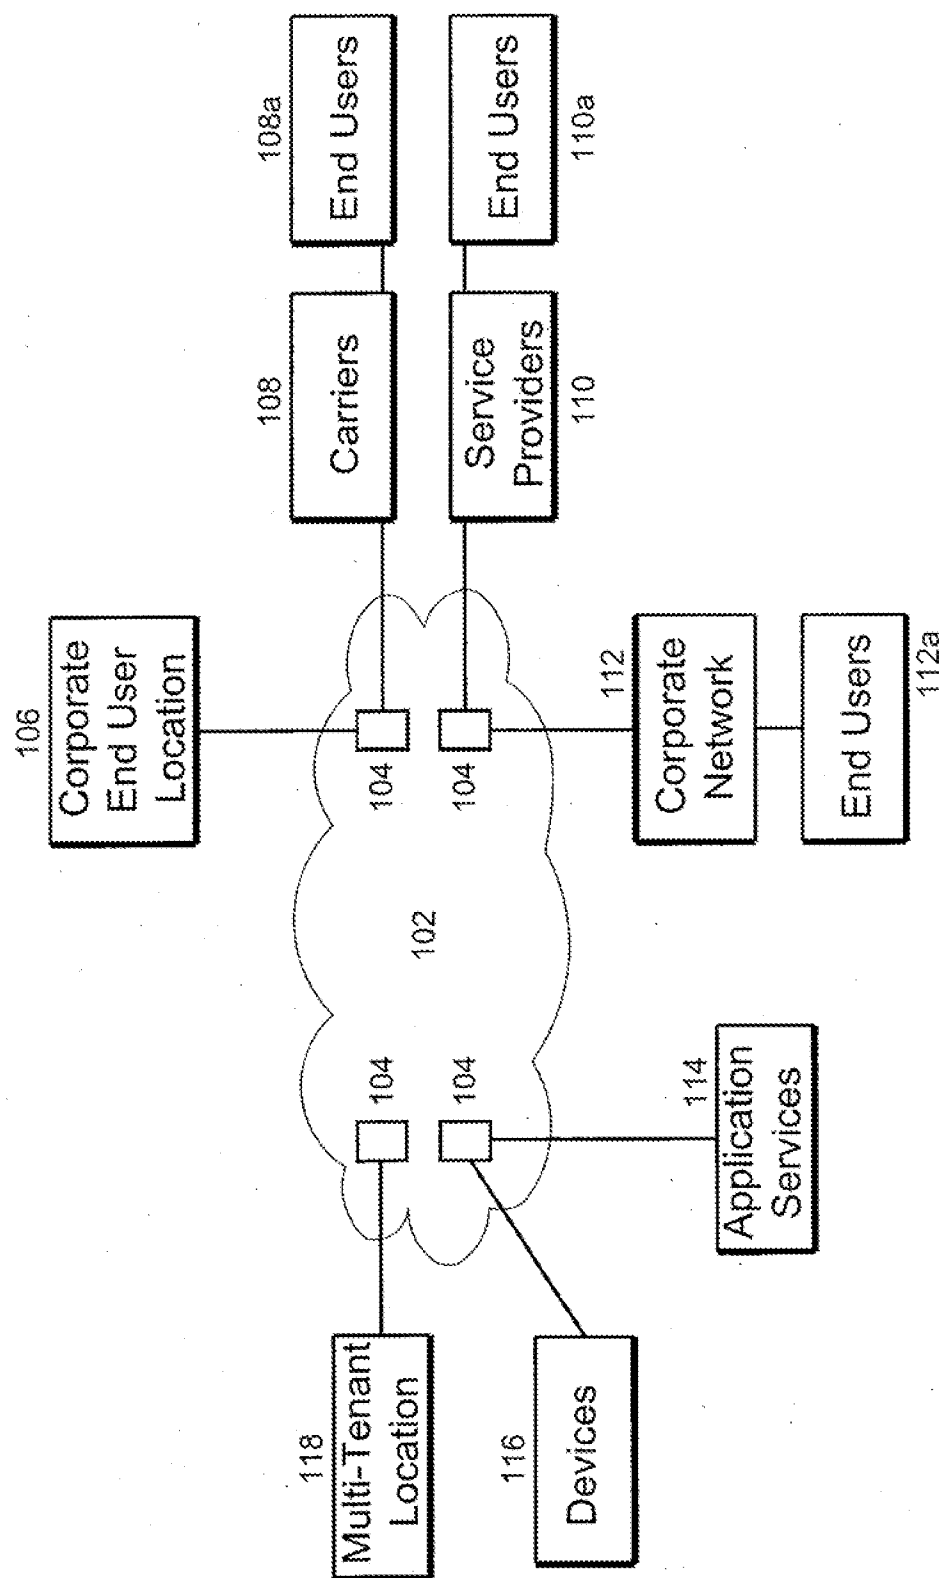 106
Corporate
End User
Location
108
108a
Carriers
End Users
118
Multi-Tenant
Location
104
104
102
104
104
Service
Providers
End Users
110
110a
116
Devices
112
Corporate
Network
114
Application
Services
End Users
112a